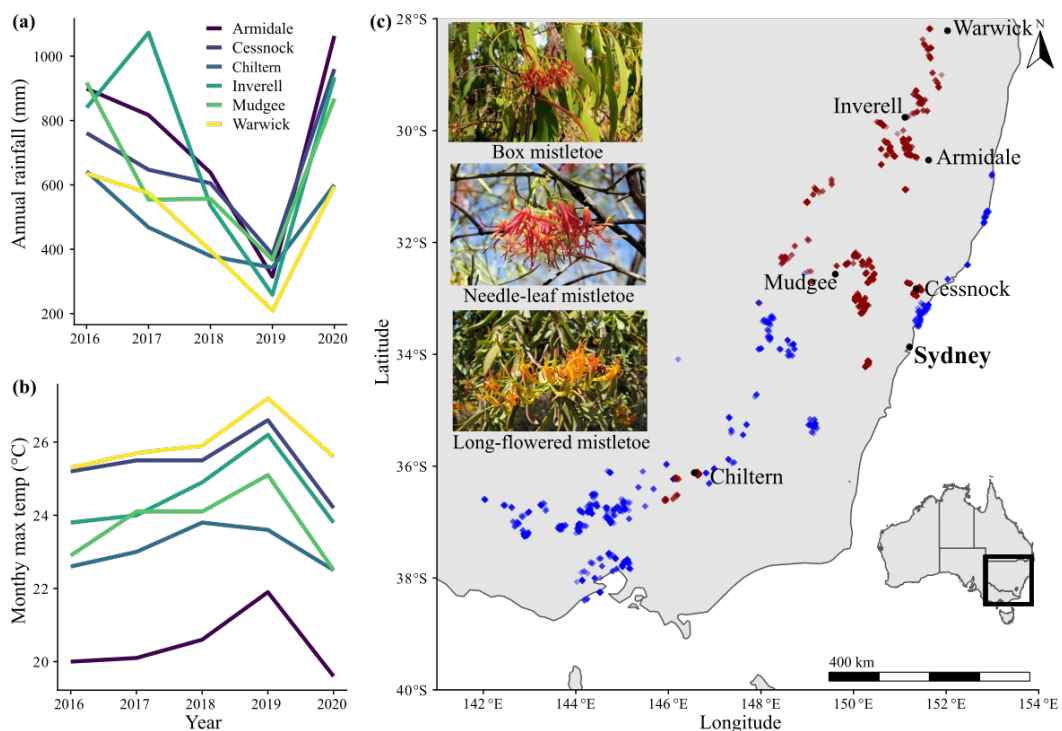 (a)
Armidale
Cessnock
Chiltern
Inverell
Mudgee
Warwick
1000
800
600
400
200
Annual rainfall (mm)
2016 2017 2018 2019 2020
(b)
26
24
22
20
Monthy max temp (°C)
2016 2017 2018 2019 2020
Year
(c)
28°S
30°S
32°S
34°S
36°S
38°S
40°S
Latitude
Box mistletoe
Needle-leaf mistletoe
Long-flowered mistletoe
N
Warwick
Inverell
Armidale
Mudgee
Cessnock
Sydney
Chiltern
400 km
142°E 144°E 146°E 148°E 150°E 152°E 154°E
Longitude